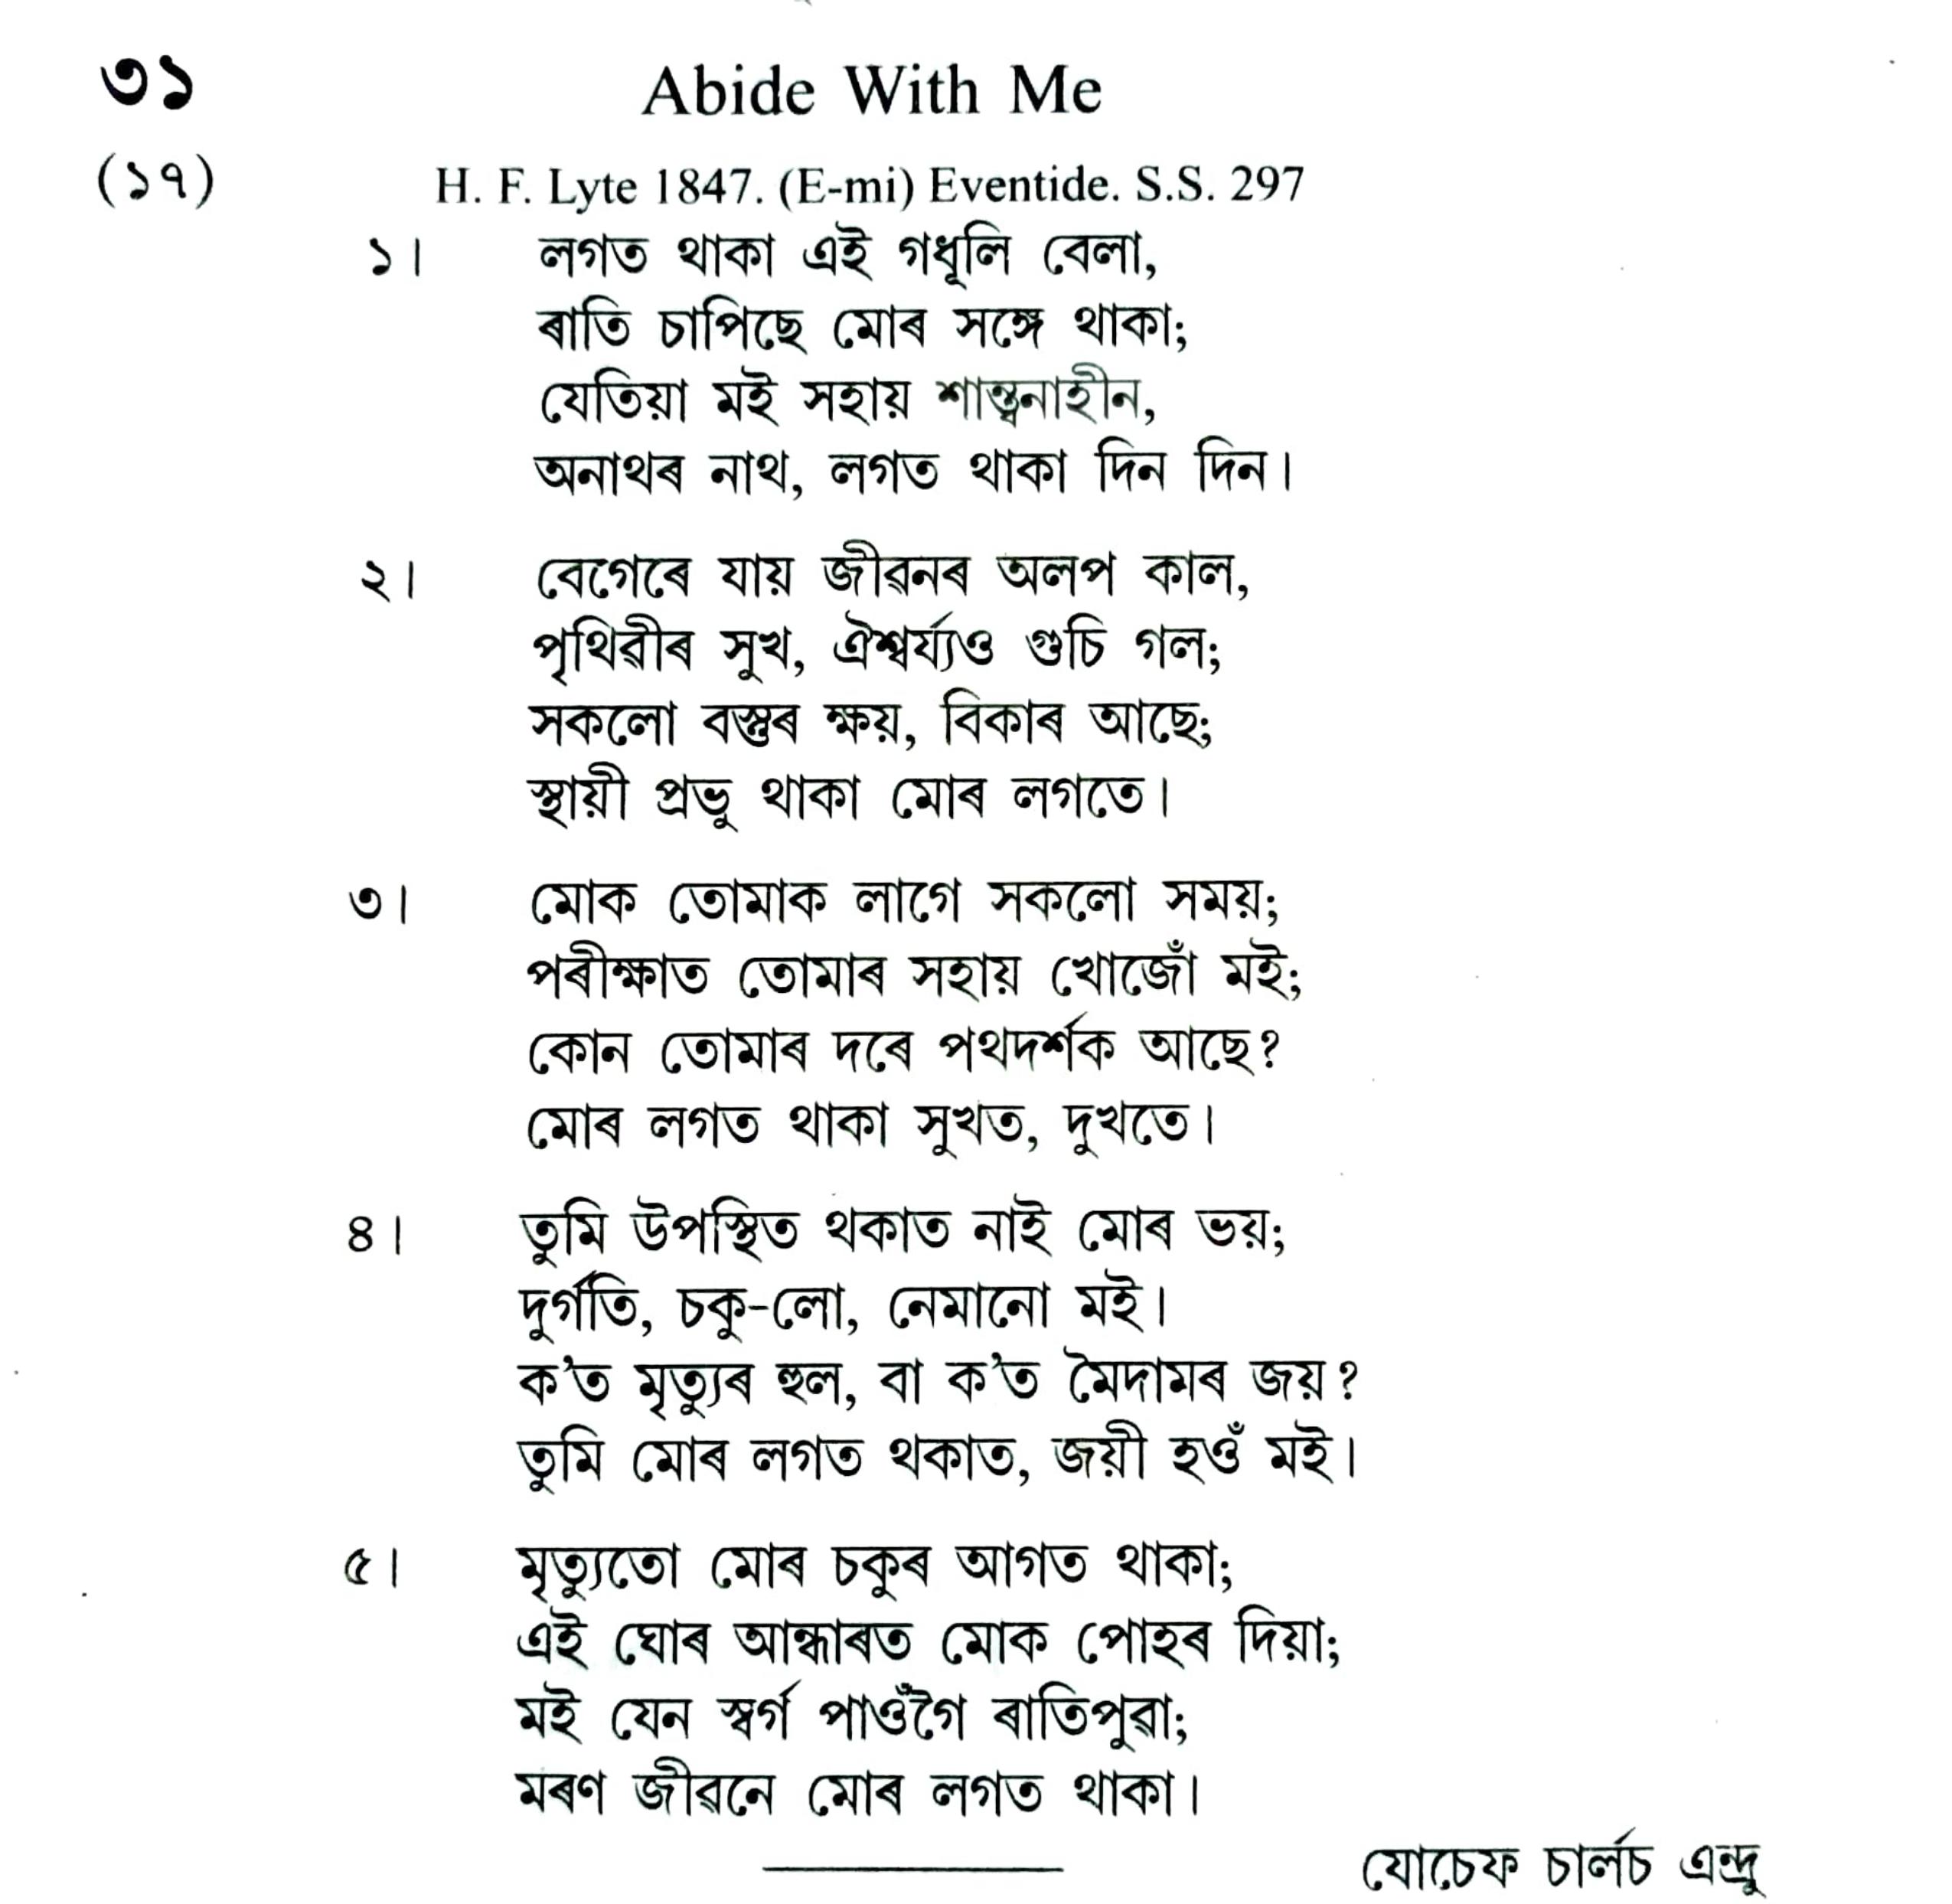 ৩১ Abide With Me
(১৭) H. F. Lyte 1847. (E-mi) Eventide. S.S. 297
১। লগত থাকা এই গধূলি বেলা,
ৰাতি চাপিছে মোৰ সঙ্গে থাকা;
যেতিয়া মই সহায় শান্ত্বনাহীন,
অনাথৰ নাথ, লগত থাকা দিন দিন।
২। বেগেৰে যায় জীৱনৰ অলপ কাল,
পৃথিৱীৰ সুখ, ঐশ্বৰ্য্যও গুচি গল;
সকলো বস্তুৰ ক্ষয়, বিকাৰ আছে;
স্থায়ী প্ৰভু থাকা মোৰ লগতে।
৩। মোক তোমাক লাগে সকলো সময়;
পৰীক্ষাত তোমাৰ সহায় খোজোঁ মই;
কোন তোমাৰ দৰে পথদৰ্শক আছে?
মোৰ লগত থাকা সুখত, দুখতে।
৪। তুমি উপস্থিত থকাত নাই মোৰ ভয়;
দুৰ্গতি, চকু-লো, নেমানো মই।
ক’ত মৃত্যুৰ হুল, বা ক’ত মৈদামৰ জয়?
তুমি মোৰ লগত থকাত, জয়ী হওঁ মই।
৫। মৃত্যুতো মোৰ চকুৰ আগত থাকা;
এই ঘোৰ আন্ধাৰত মোক পোহৰ দিয়া;
মই যেন স্বৰ্গ পাওঁগৈ ৰাতিপুৱা;
মৰণ জীৱনে মোৰ লগত থাকা।
যোচেফ চাৰ্লচ এন্দ্ৰু